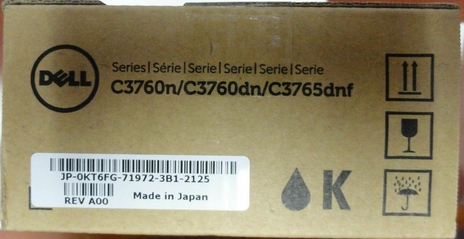 DELL
Series|Série|Serie|Serie|Serie|Serie
C3760n/C3760dn/C3765dnf
JP-0KT6FG-71972-3B1-2125
REV A00 Made in Japan
K